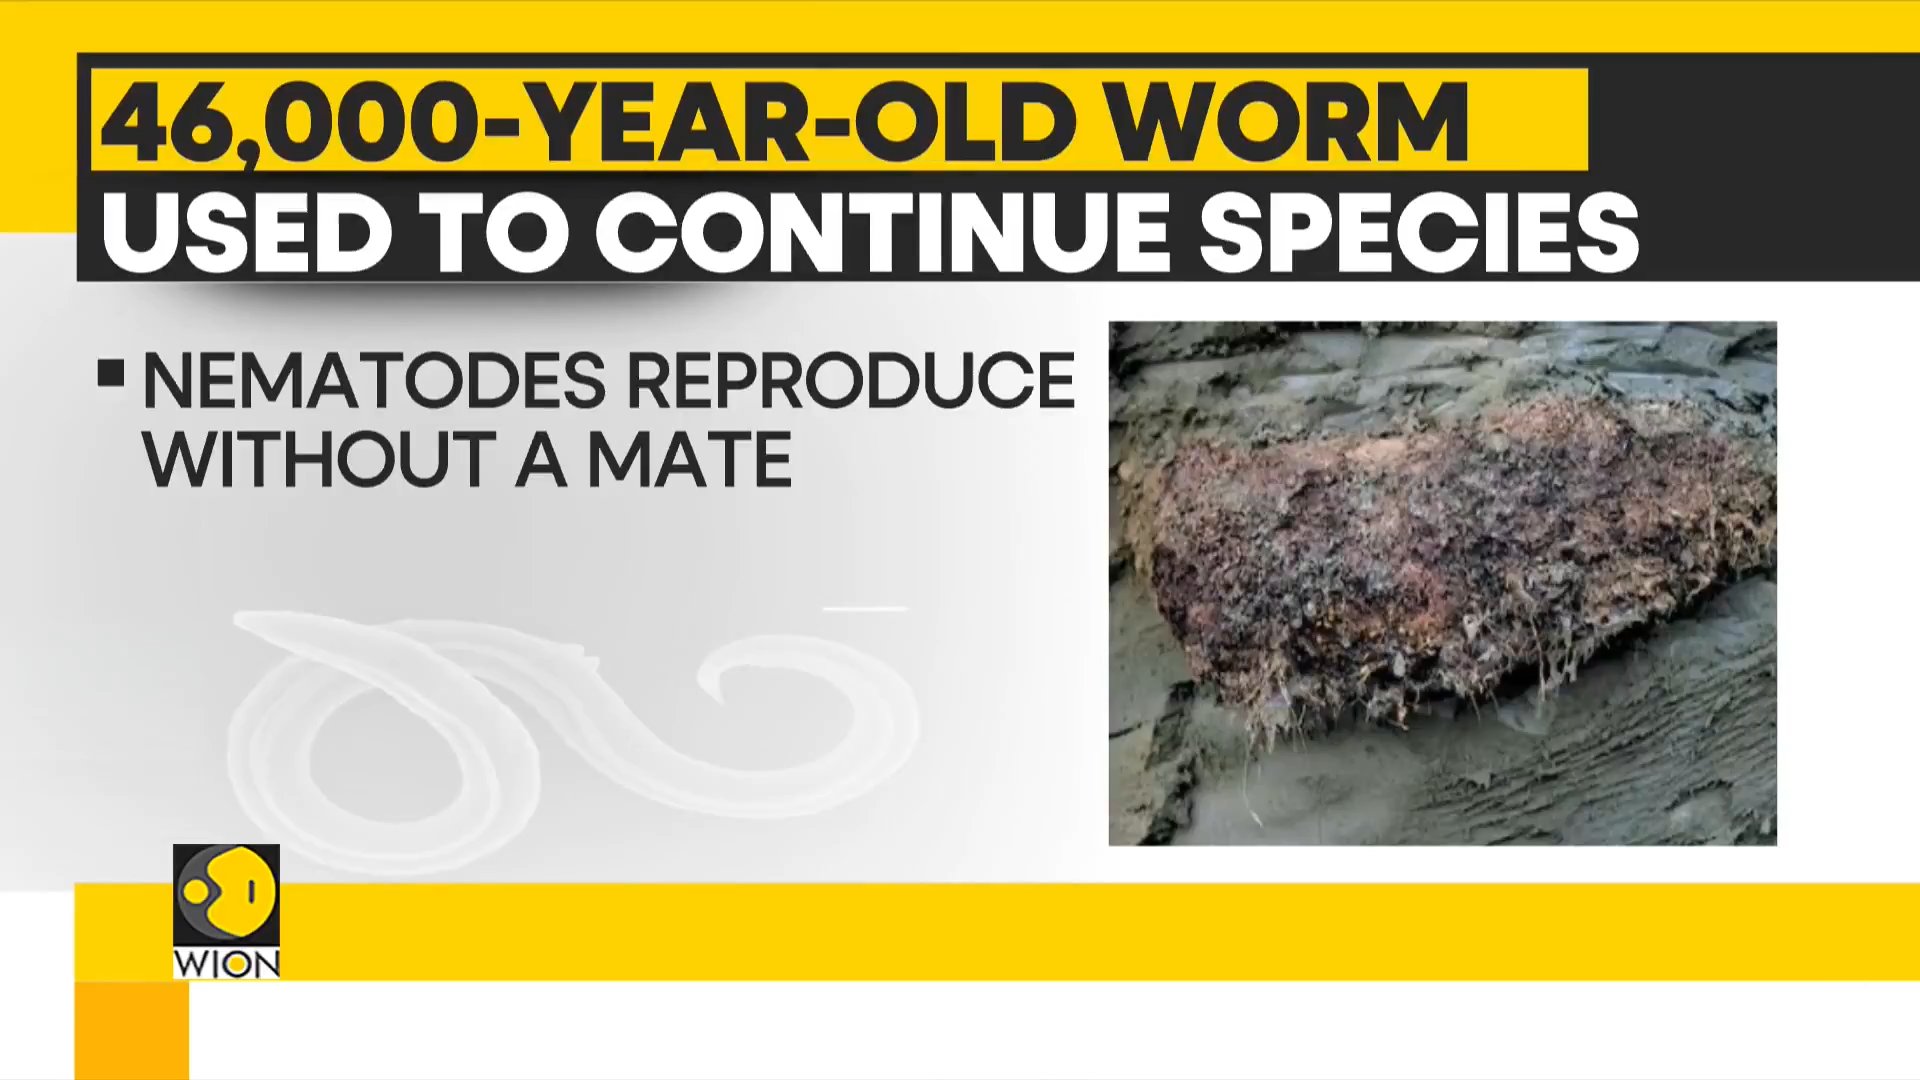 46,000-YEAR-OLD WORM
USED TO CONTINUE SPECIES
▪ NEMATODES REPRODUCE
WITHOUT A MATE
WION